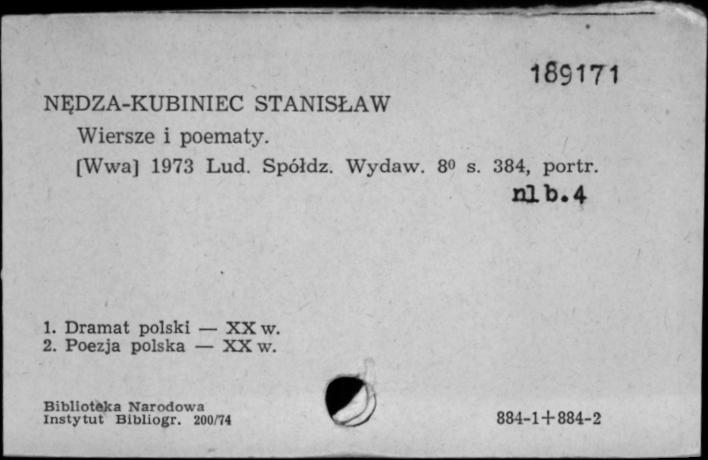 189171
NĘDZA-KUBINIEC STANISŁAW
Wiersze i poematy.
[Wwa] 1973 Lud. Spółdz. Wydaw. 8⁰ s. 384, portr.
nlb.4
1. Dramat polski — XX w.
2. Poezja polska — XX w.
Biblioteka Narodowa
Instytut Bibliogr. 200/74
884-1+884-2